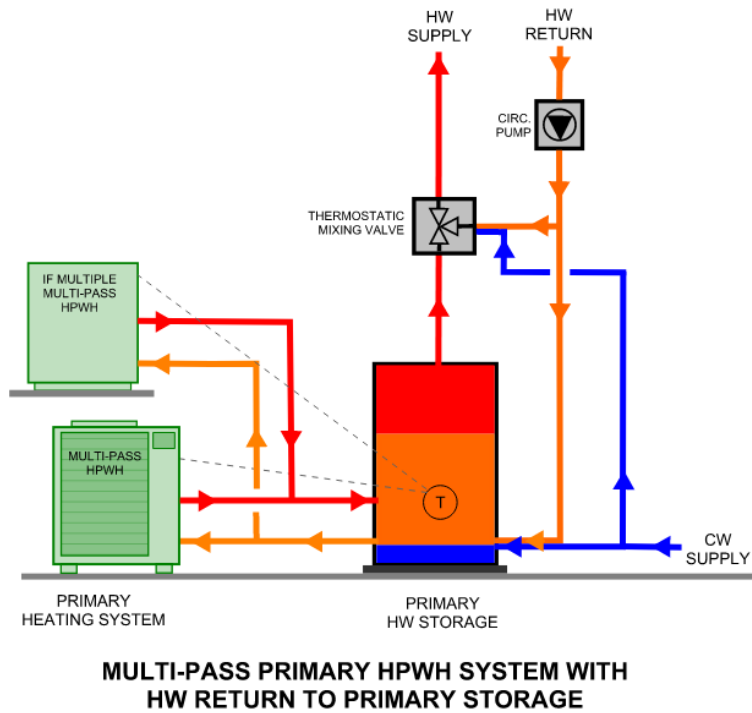 HW
SUPPLY
HW
RETURN
CIRC.
PUMP
THERMOSTATIC
MIXING VALVE
IF MULTIPLE
MULTI-PASS
HPWH
MULTI-PASS
HPWH
T
CW
SUPPLY
PRIMARY
HEATING SYSTEM
PRIMARY
HW STORAGE
MULTI-PASS PRIMARY HPWH SYSTEM WITH
HW RETURN TO PRIMARY STORAGE